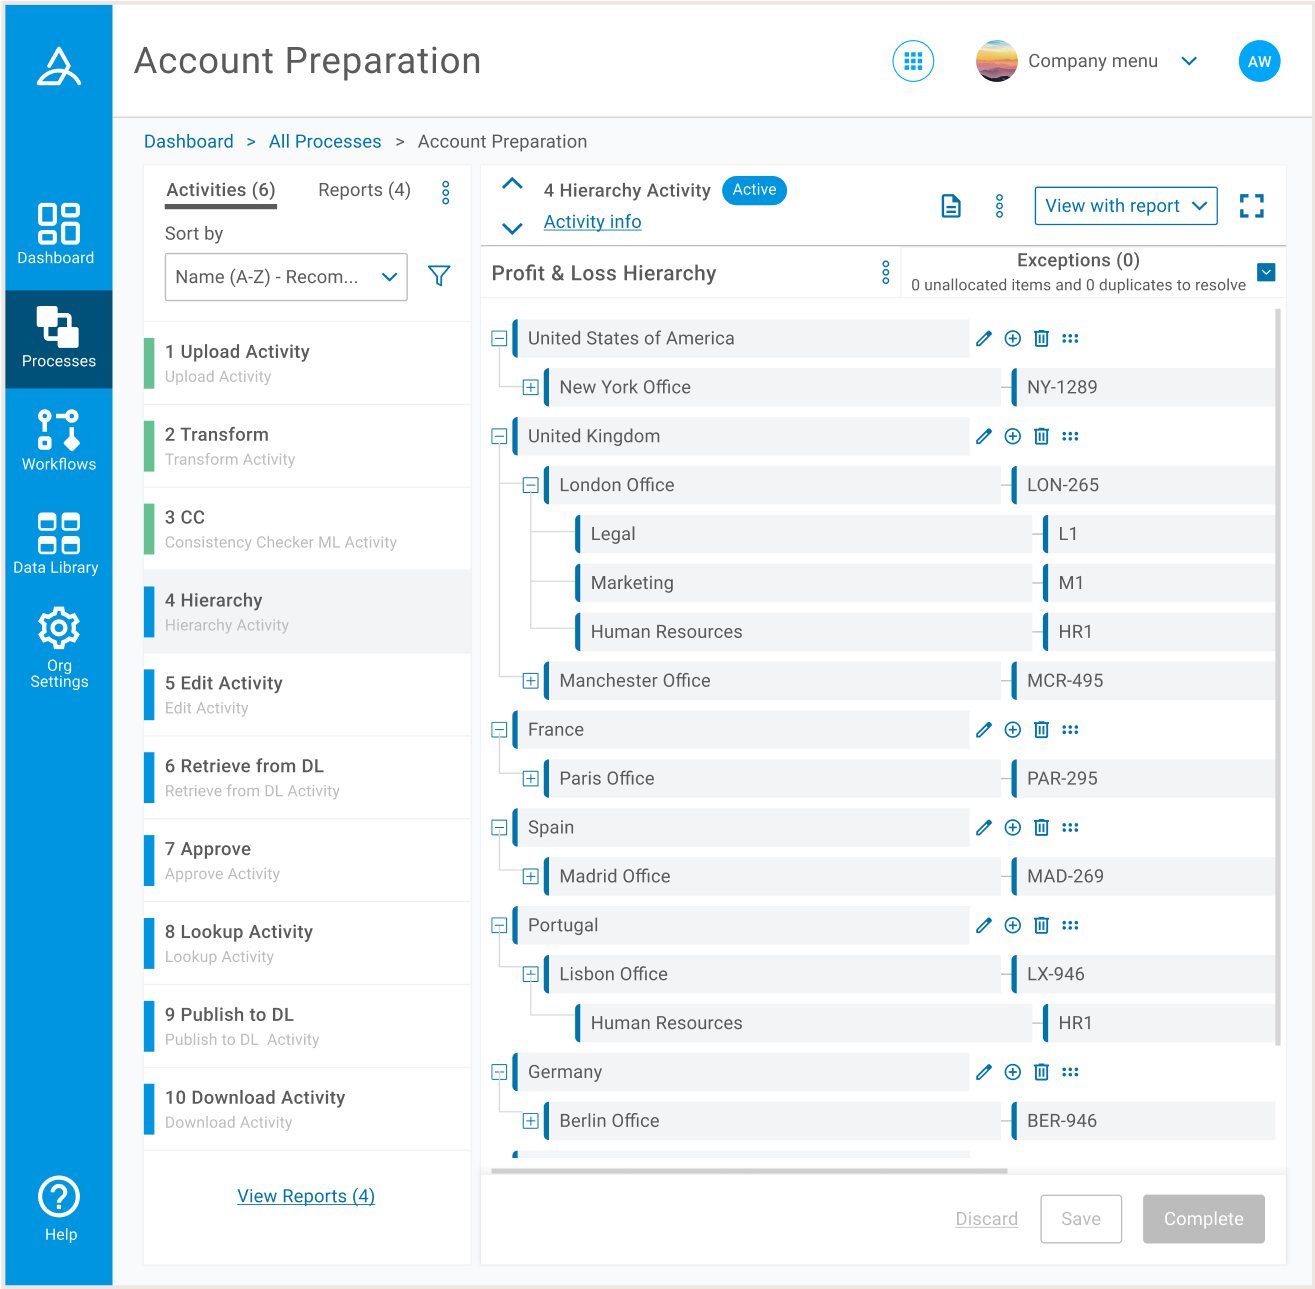 Account Preparation
Company menu
AW
Dashboard > All Processes > Account Preparation
Dashboard
Processes
Workflows
Data Library
Org
Settings
Help
Activities (6)
Reports (4)
Sort by
Name (A-Z) - Recom...
1 Upload Activity
Upload Activity
2 Transform
Transform Activity
3 CC
Consistency Checker ML Activity
4 Hierarchy
Hierarchy Activity
5 Edit Activity
Edit Activity
6 Retrieve from DL
Retrieve from DL Activity
7 Approve
Approve Activity
8 Lookup Activity
Lookup Activity
9 Publish to DL
Publish to DL Activity
10 Download Activity
Download Activity
View Reports (4)
4 Hierarchy Activity
Active
Activity info
View with report
Profit & Loss Hierarchy
Exceptions (0)
0 unallocated items and 0 duplicates to resolve
United States of America
New York Office
NY-1289
United Kingdom
London Office
LON-265
Legal
L1
Marketing
M1
Human Resources
HR1
Manchester Office
MCR-495
France
Paris Office
PAR-295
Spain
Madrid Office
MAD-269
Portugal
Lisbon Office
LX-946
Human Resources
HR1
Germany
Berlin Office
BER-946
Discard
Save
Complete